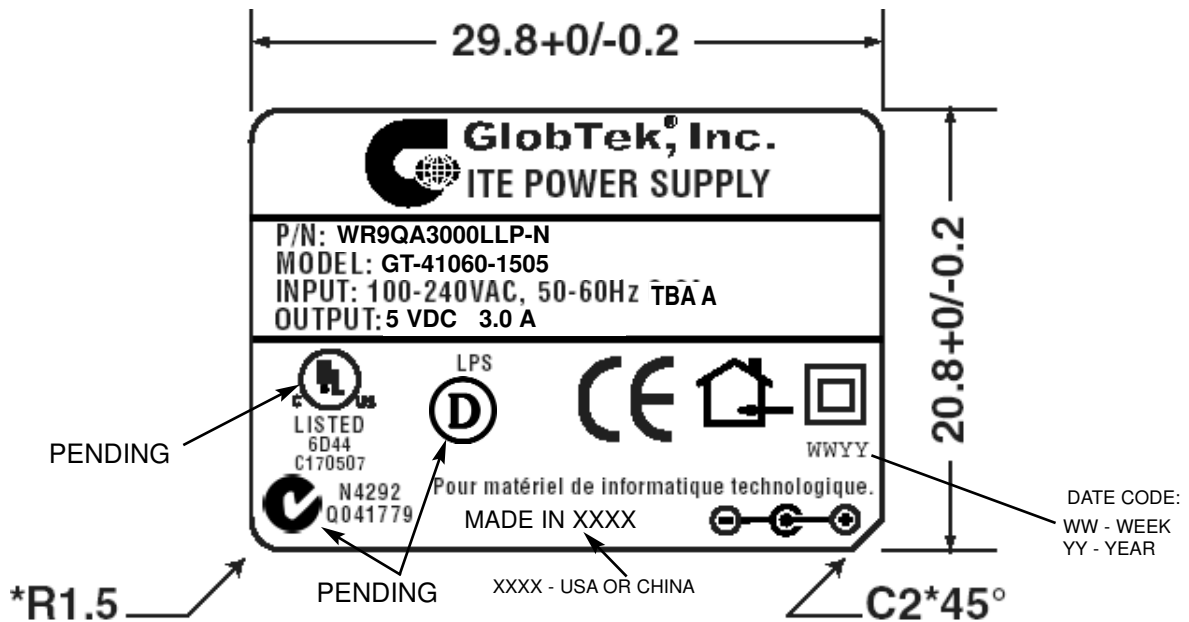 29.8+0/-0.2
GlobTek,® Inc.
ITE POWER SUPPLY
P/N: WR9QA3000LLP-N
MODEL: GT-41060-1505
INPUT: 100-240VAC, 50-60Hz TBA A
OUTPUT: 5 VDC 3.0 A
20.8+0/-0.2
UL
C US
LISTED
6D44
C170507
PENDING
LPS
D
CE
WWYY
N4292
Q041779
Pour matériel de informatique technologique.
MADE IN XXXX
DATE CODE:
WW - WEEK
YY - YEAR
PENDING
XXXX - USA OR CHINA
*R1.5
C2*45°